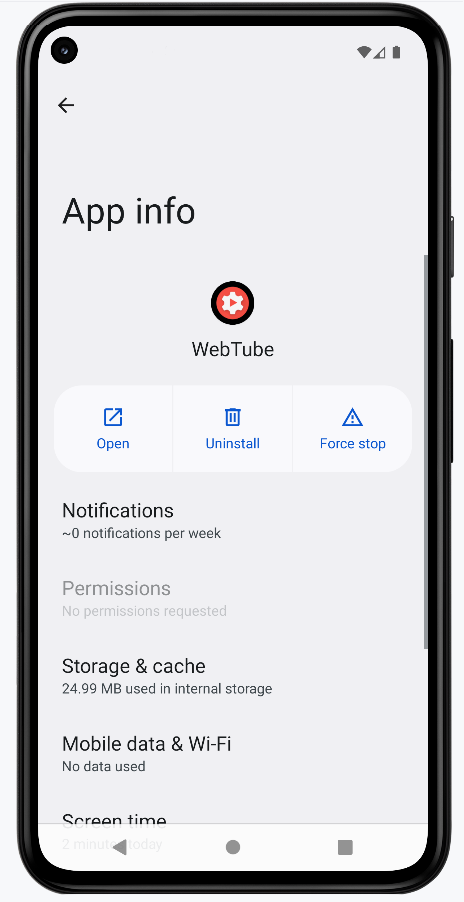 App info
WebTube
Open
Uninstall
Force stop
Notifications
~0 notifications per week
Permissions
No permissions requested
Storage & cache
24.99 MB used in internal storage
Mobile data & Wi-Fi
No data used
Screen time
2 minutes today